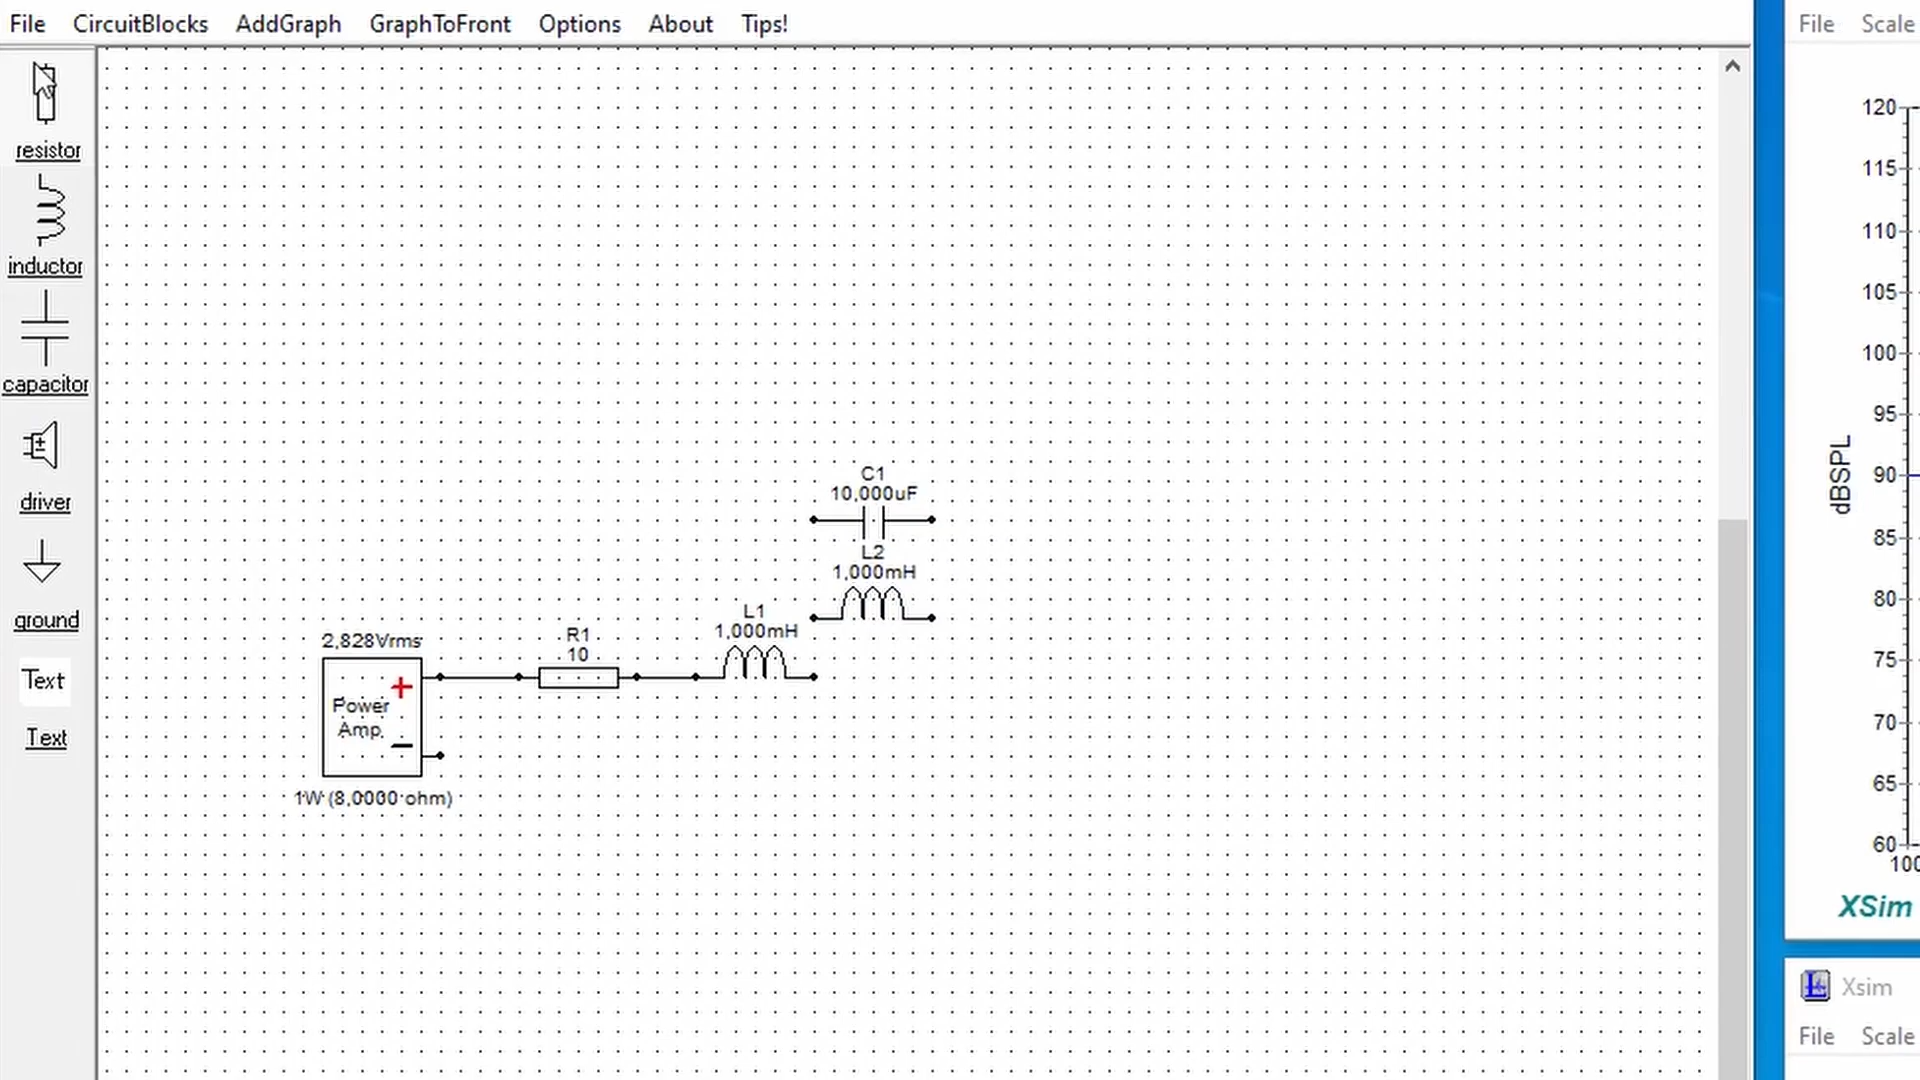 File CircuitBlocks AddGraph GraphToFront Options About Tips!
File Scale
resistor
inductor
capacitor
driver
ground
Text
Text
C1
10,000uF
L2
1,000mH
L1
1,000mH
R1
10
2,828Vrms
+
Power
Amp
−
1W (8,0000 ohm)
120
115
110
105
100
95
90
85
80
75
70
65
60
100
dBSPL
XSim
Xsim
File Scale